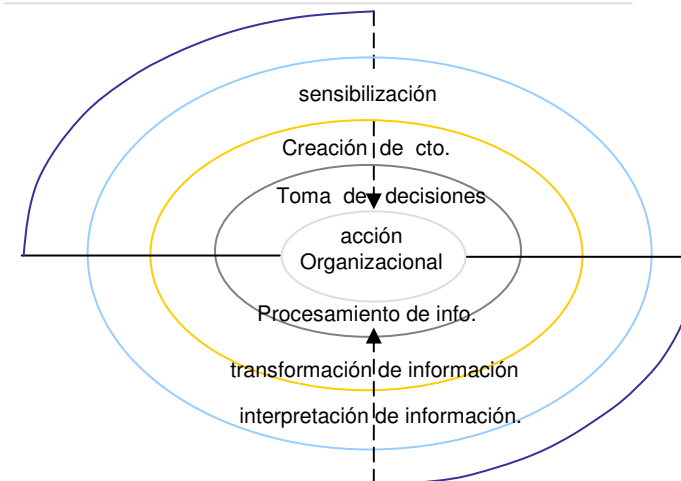 sensibilización
Creación de cto.
Toma de decisiones
acción
Organizacional
Procesamiento de info.
transformación de información
interpretación de información.